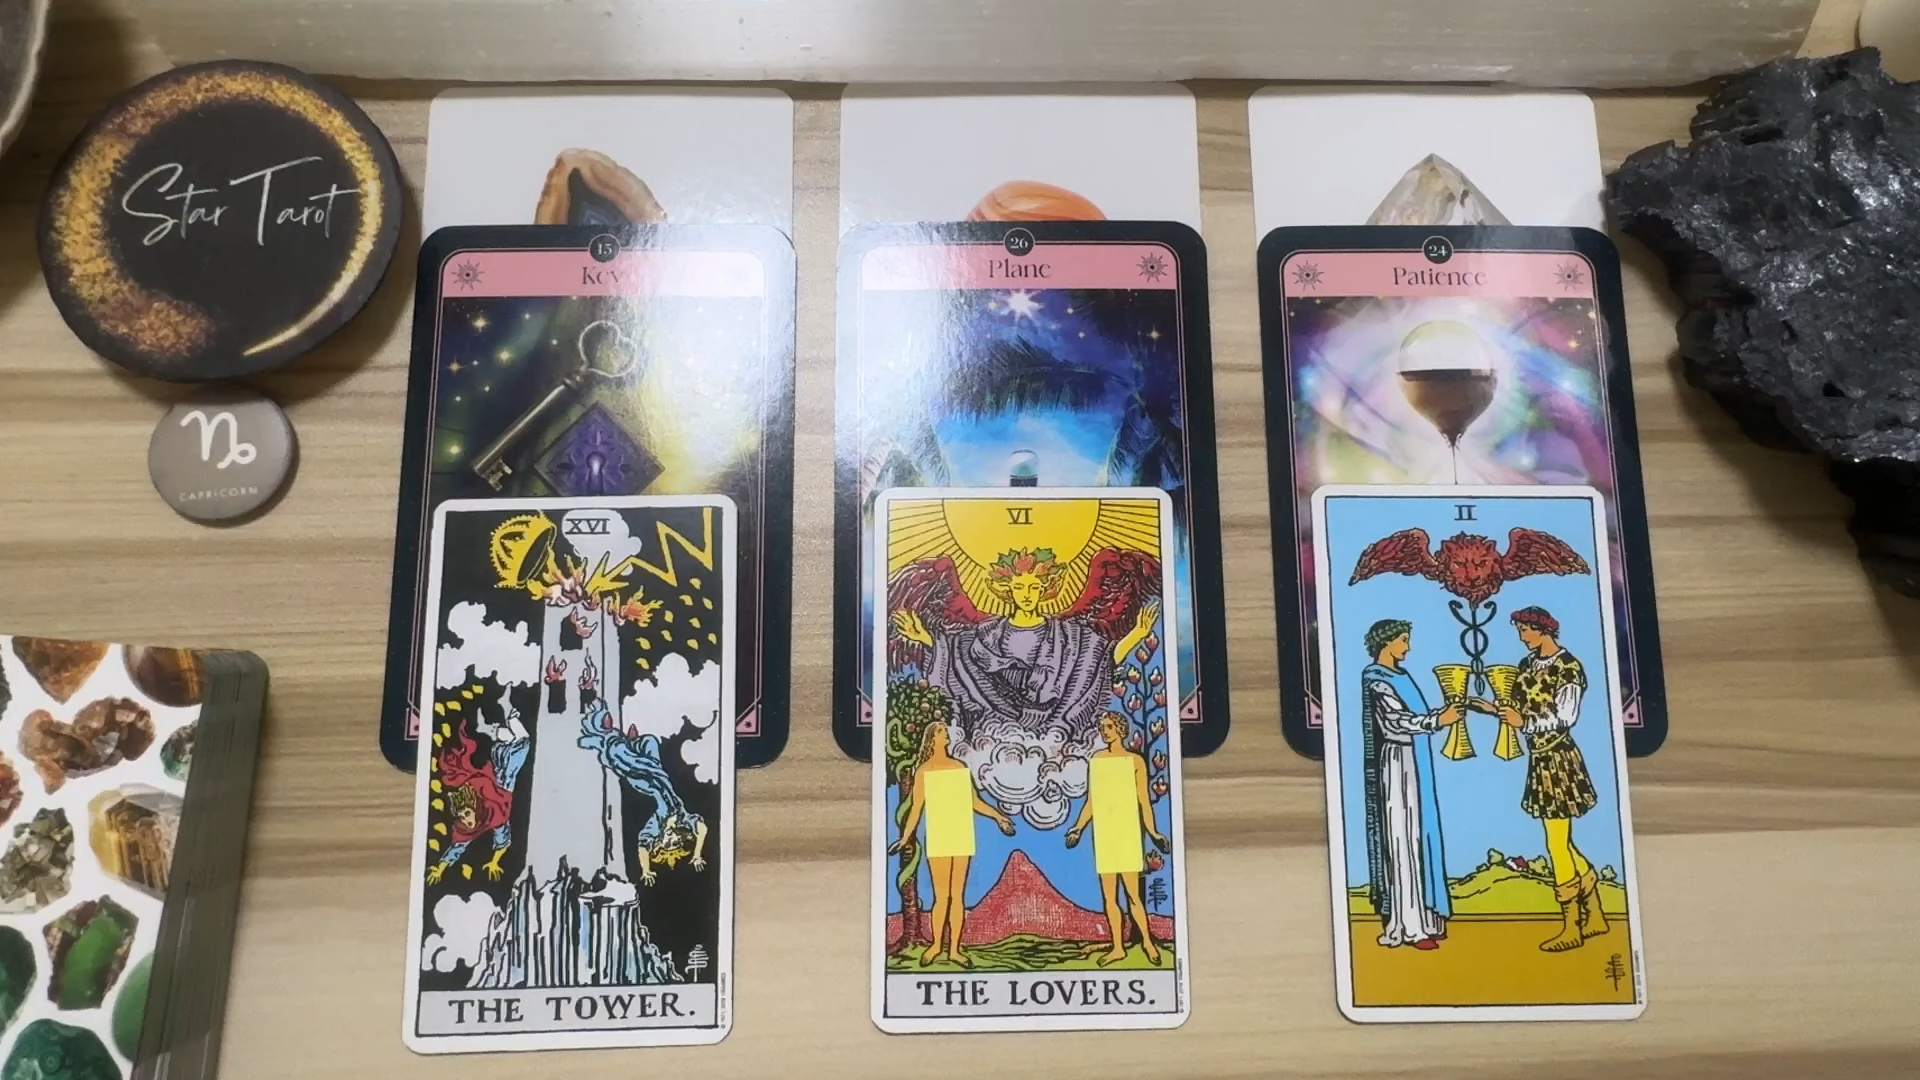 Star Tarot
CAPRICORN
15
Key
26
Plane
24
Patience
XVI
THE TOWER.
VI
THE LOVERS.
II